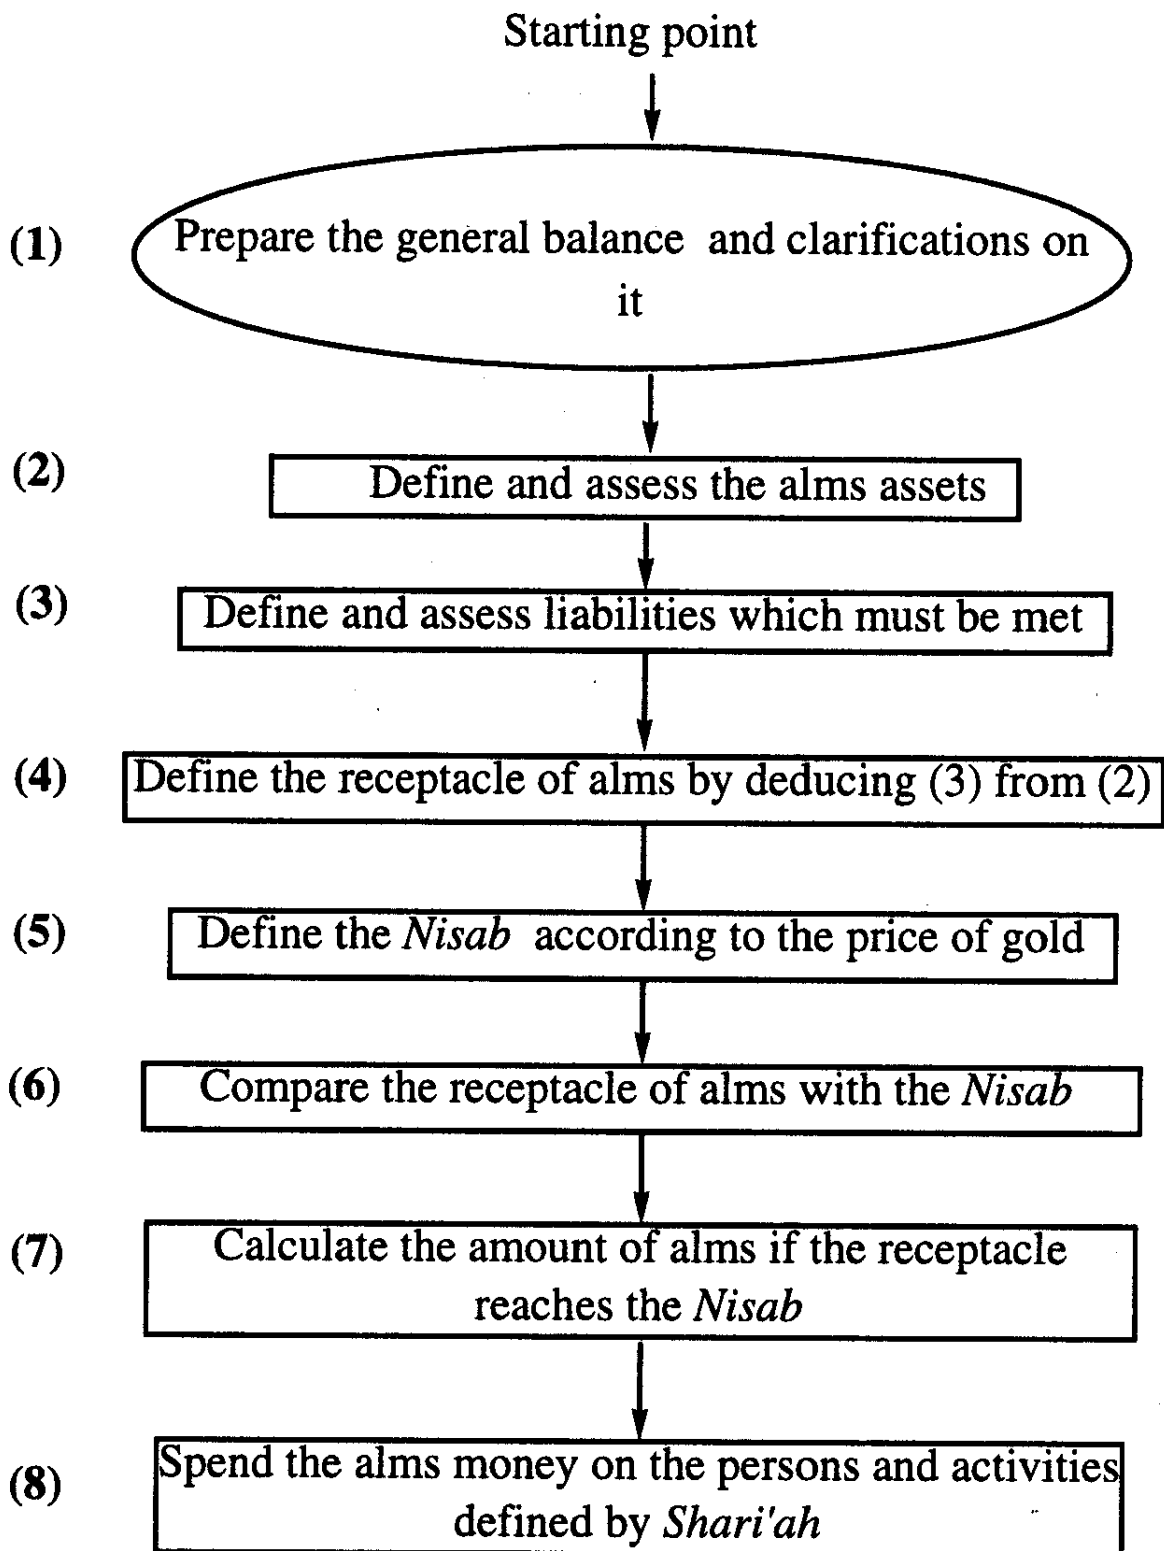 Starting point
(1)
Prepare the general balance and clarifications on
it
(2)
Define and assess the alms assets
(3)
Define and assess liabilities which must be met
(4)
Define the receptacle of alms by deducing (3) from (2)
(5)
Define the Nisab according to the price of gold
(6)
Compare the receptacle of alms with the Nisab
(7)
Calculate the amount of alms if the receptacle
reaches the Nisab
(8)
Spend the alms money on the persons and activities
defined by Shari'ah